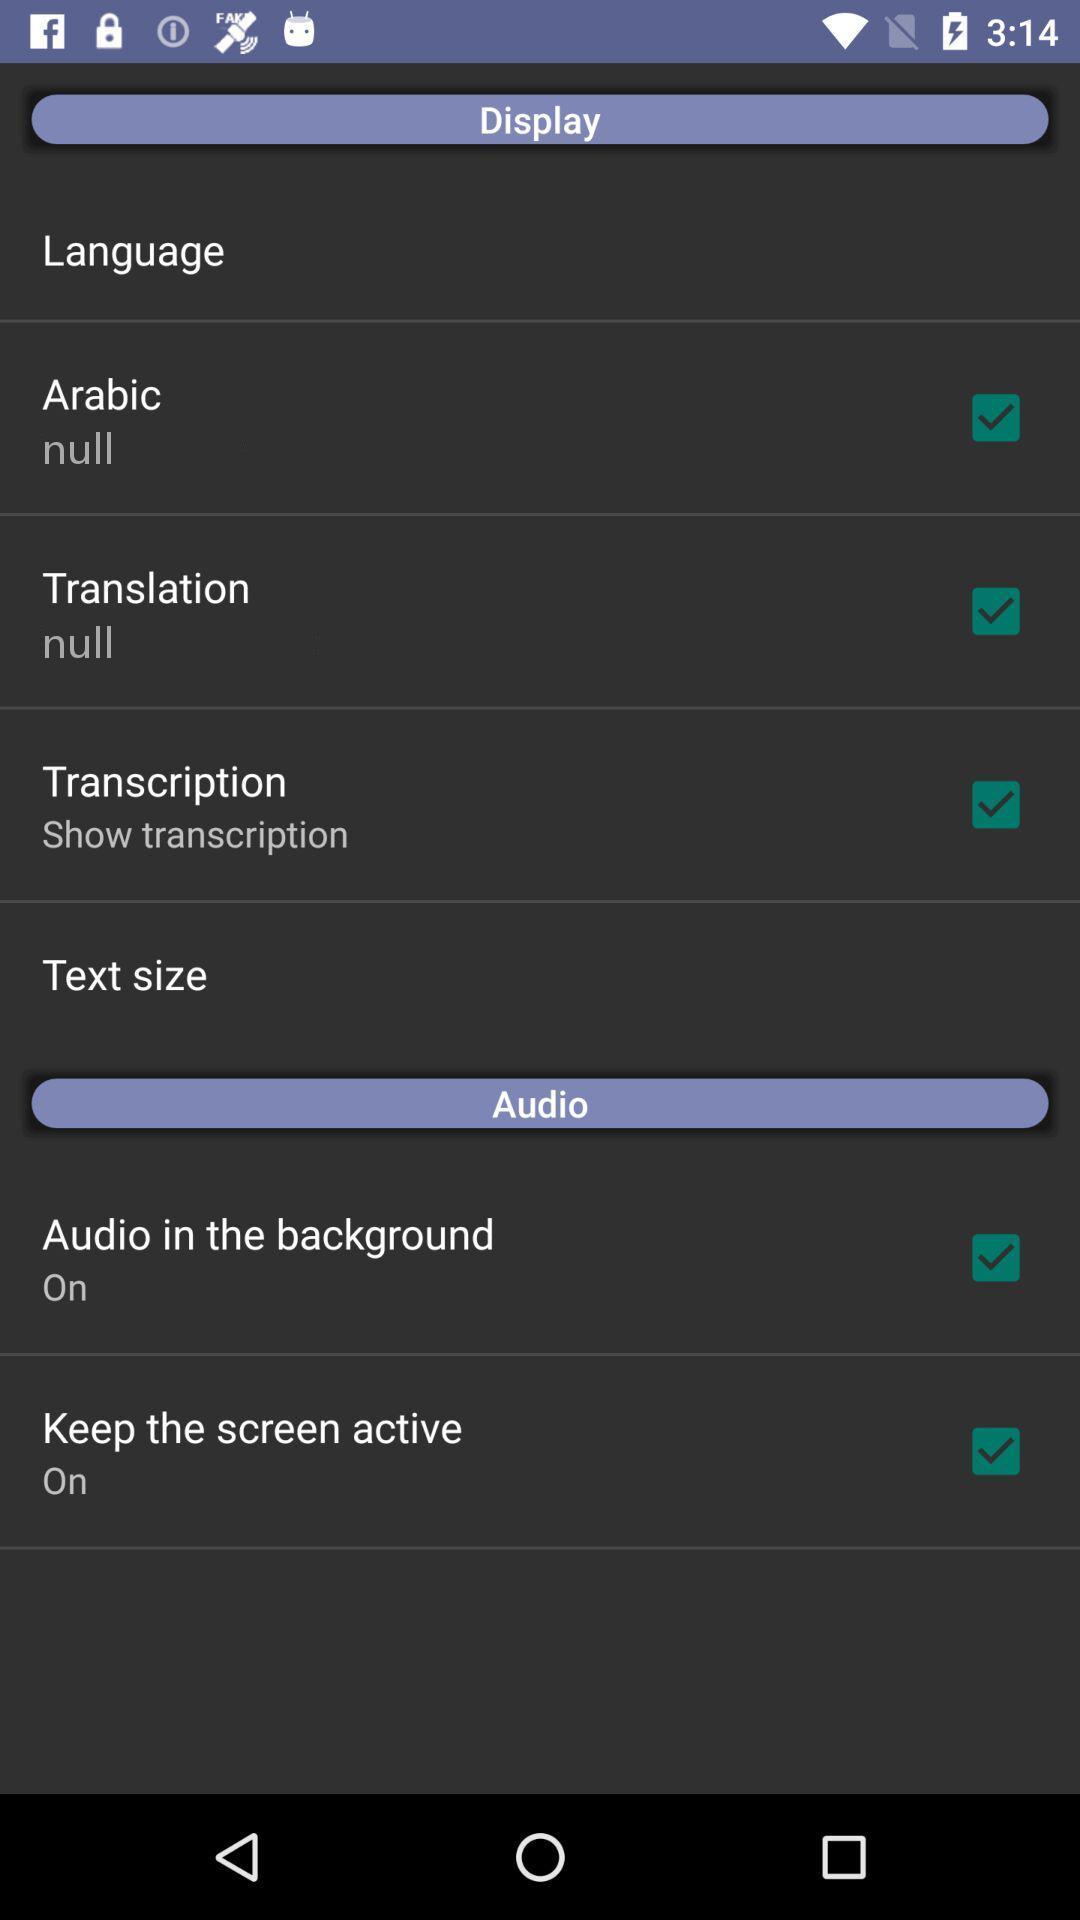 FAKE
3:14
Display
Language
Arabic
null
Translation
null
Transcription
Show transcription
Text size
Audio
Audio in the background
On
Keep the screen active
On